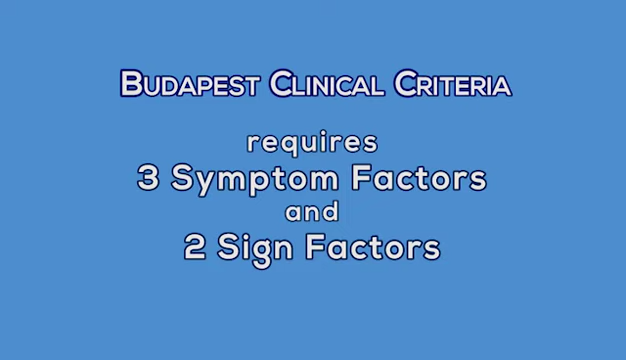 BUDAPEST CLINICAL CRITERIA
requires
3 Symptom Factors
and
2 Sign Factors